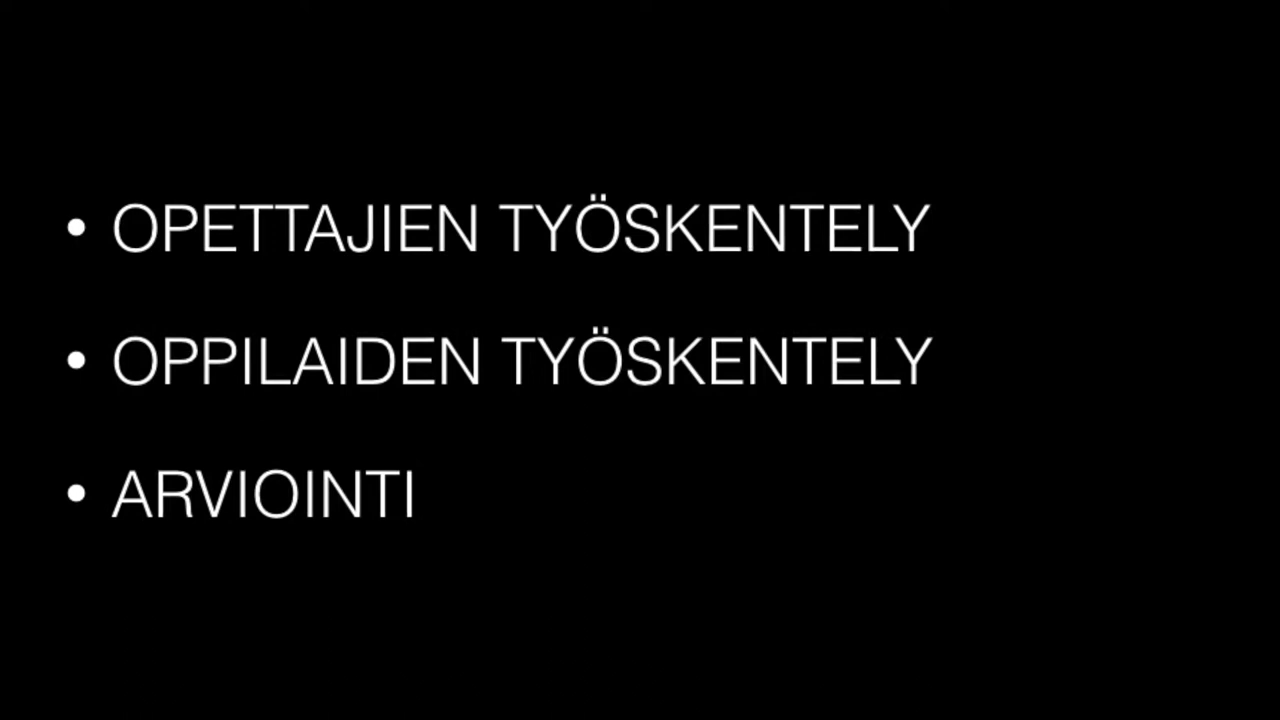 • OPETTAJIEN TYÖSKENTELY
• OPPILAIDEN TYÖSKENTELY
• ARVIOINTI